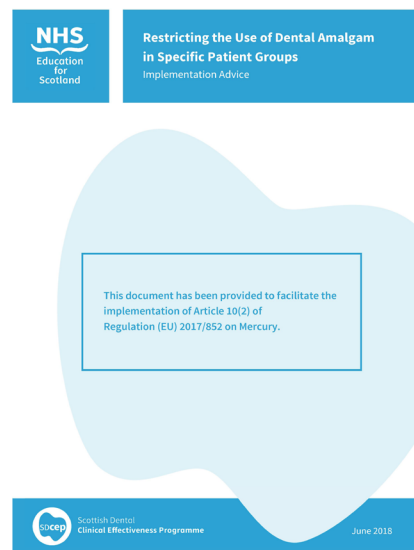 NHS
Education
for
Scotland
Restricting the Use of Dental Amalgam
in Specific Patient Groups
Implementation Advice
This document has been provided to facilitate the
implementation of Article 10(2) of
Regulation (EU) 2017/852 on Mercury.
SDcep
Scottish Dental
Clinical Effectiveness Programme
June 2018